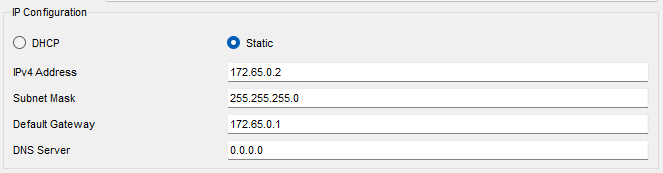 IP Configuration
DHCP Static
IPv4 Address 172.65.0.2
Subnet Mask 255.255.255.0
Default Gateway 172.65.0.1
DNS Server 0.0.0.0